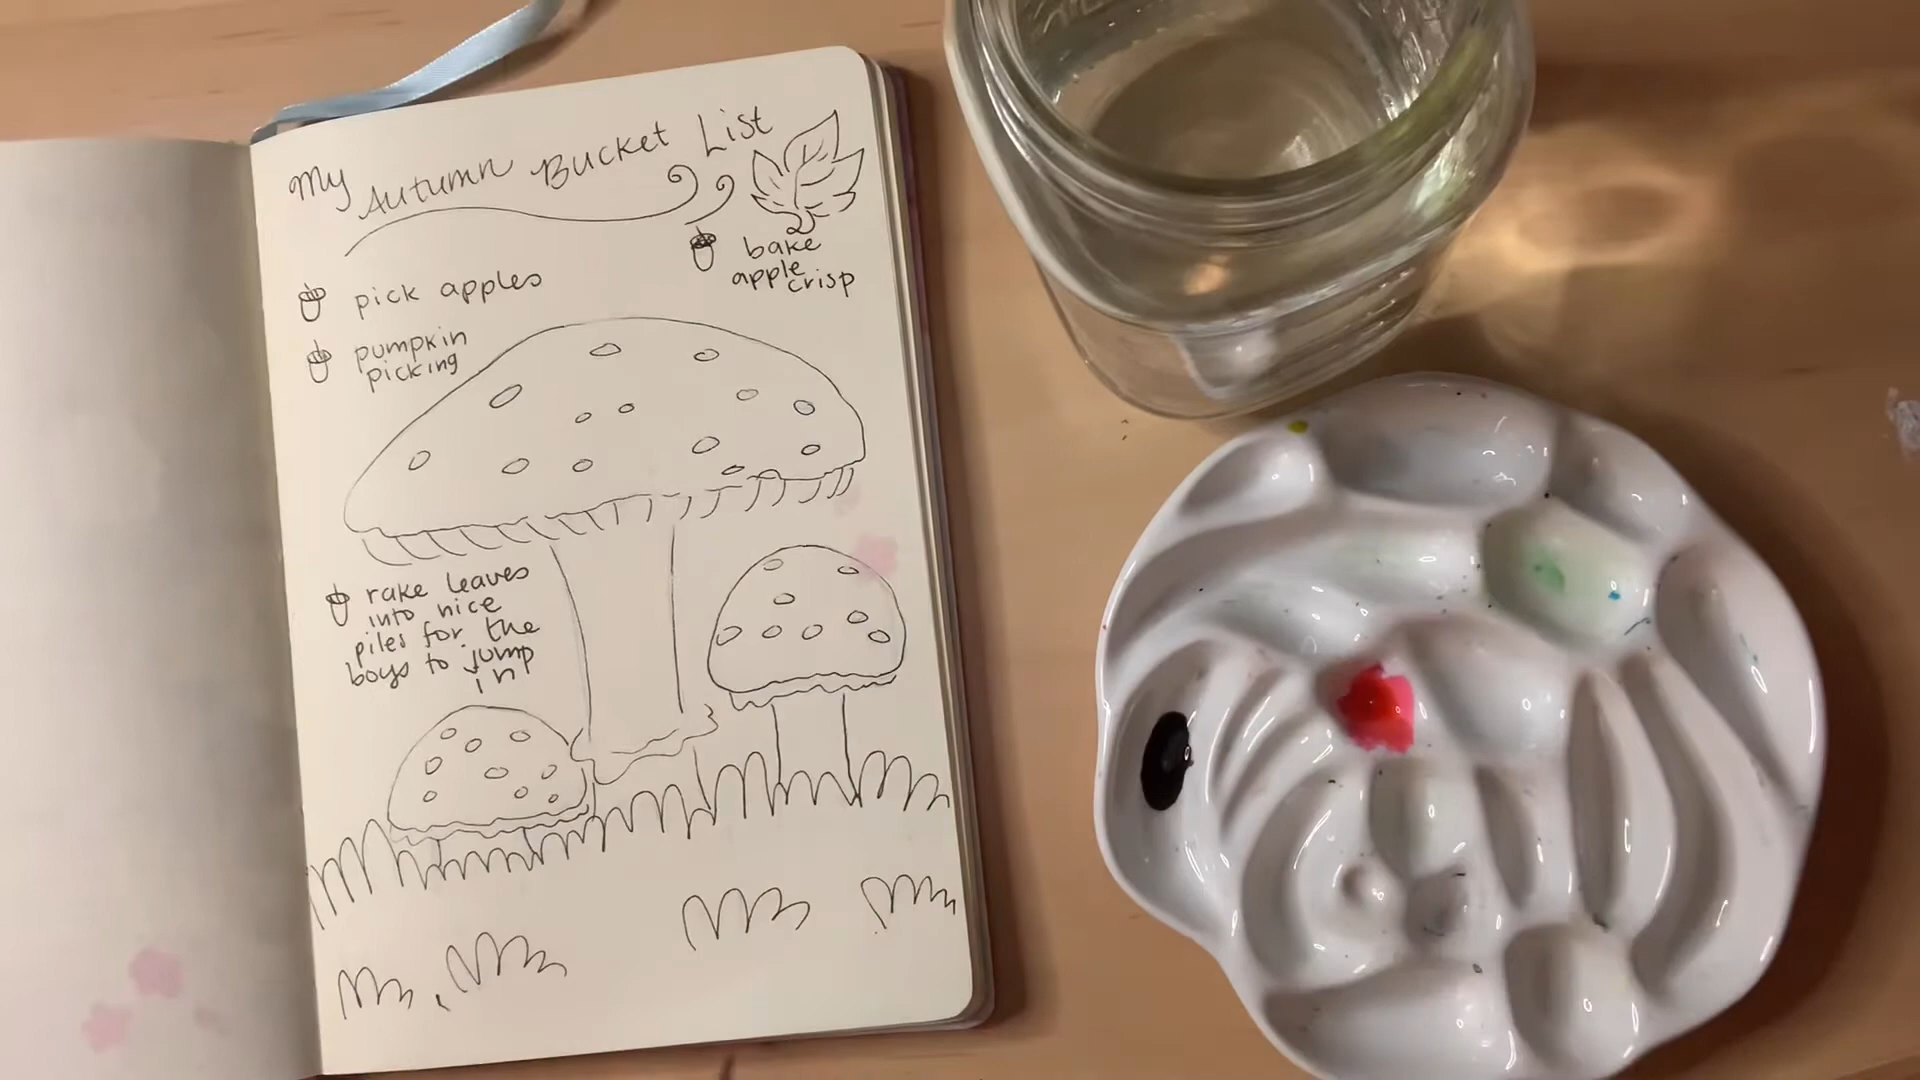 My Autumn Bucket List
bake
apple
crisp
pick apples
pumpkin
picking
rake leaves
into nice
piles for the
boys to jump
in